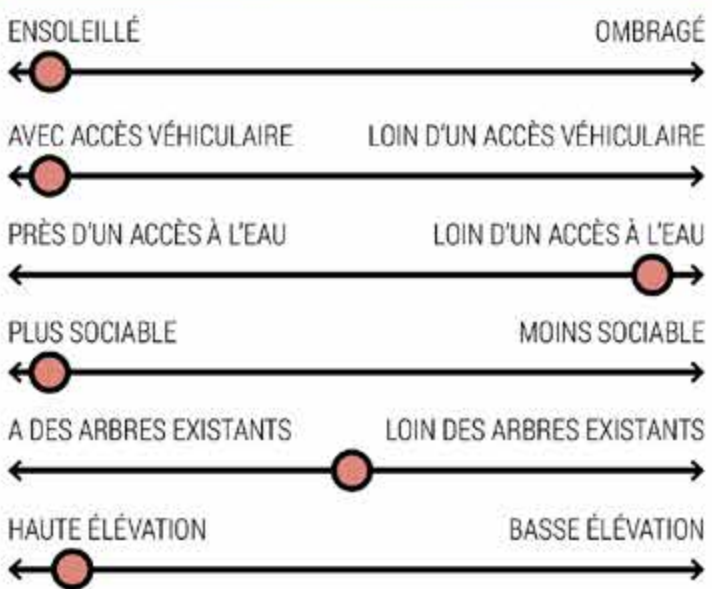 ENSOLEILLÉ OMBRAGÉ
AVEC ACCÈS VÉHICULAIRE LOIN D'UN ACCÈS VÉHICULAIRE
PRÈS D'UN ACCÈS À L'EAU LOIN D'UN ACCÈS À L'EAU
PLUS SOCIABLE MOINS SOCIABLE
A DES ARBRES EXISTANTS LOIN DES ARBRES EXISTANTS
HAUTE ÉLÉVATION BASSE ÉLÉVATION